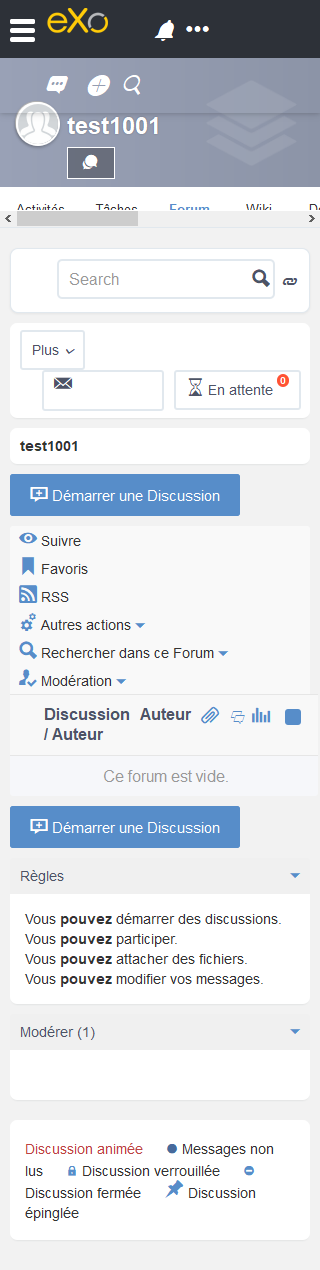 eXo
test1001
Activités Tâches Forum Wiki
Search
Plus
En attente 0
test1001
Démarrer une Discussion
Suivre
Favoris
RSS
Autres actions
Rechercher dans ce Forum
Modération
Discussion Auteur
/ Auteur
Ce forum est vide.
Démarrer une Discussion
Règles
Vous pouvez démarrer des discussions.
Vous pouvez participer.
Vous pouvez attacher des fichiers.
Vous pouvez modifier vos messages.
Modérer (1)
Discussion animée Messages non
lus Discussion verrouillée
Discussion fermée Discussion
épinglée